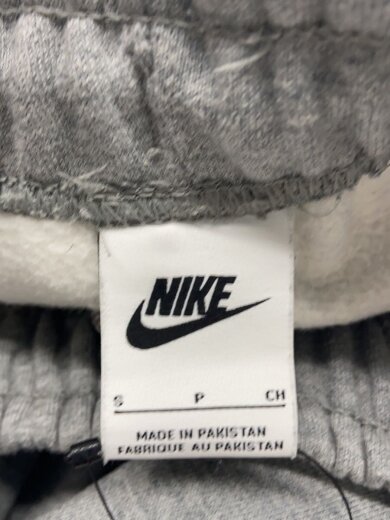 NIKE
S P CH
MADE IN PAKISTAN
FABRIQUE AU PAKISTAN